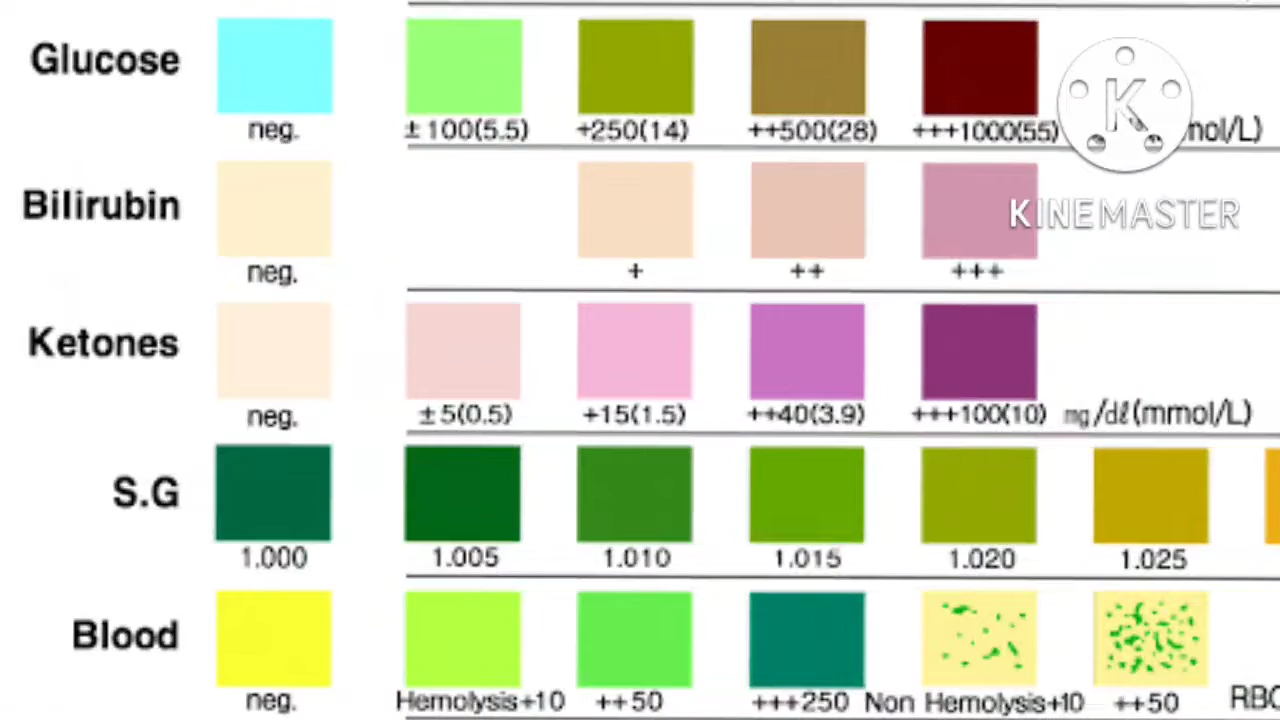 Glucose
neg. ±100(5.5) +250(14) ++500(28) +++1000(55) mol/L)
K
KINEMASTER
Bilirubin
neg. + ++ +++
Ketones
neg. ±5(0.5) +15(1.5) ++40(3.9) +++100(10) mg/dℓ(mmol/L)
S.G
1.000 1.005 1.010 1.015 1.020 1.025
Blood
neg. Hemolysis+10 ++50 +++250 Non Hemolysis+10 ++50 RBC